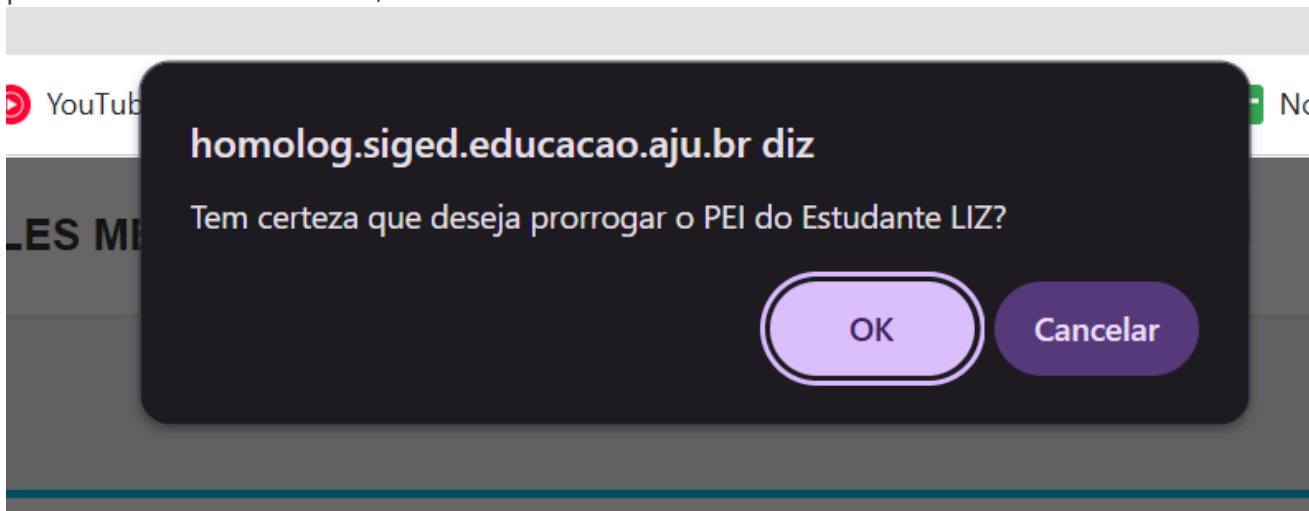 YouTub
No
homolog.siged.educacao.aju.br diz
LES ME
Tem certeza que deseja prorrogar o PEI do Estudante LIZ?
OK
Cancelar